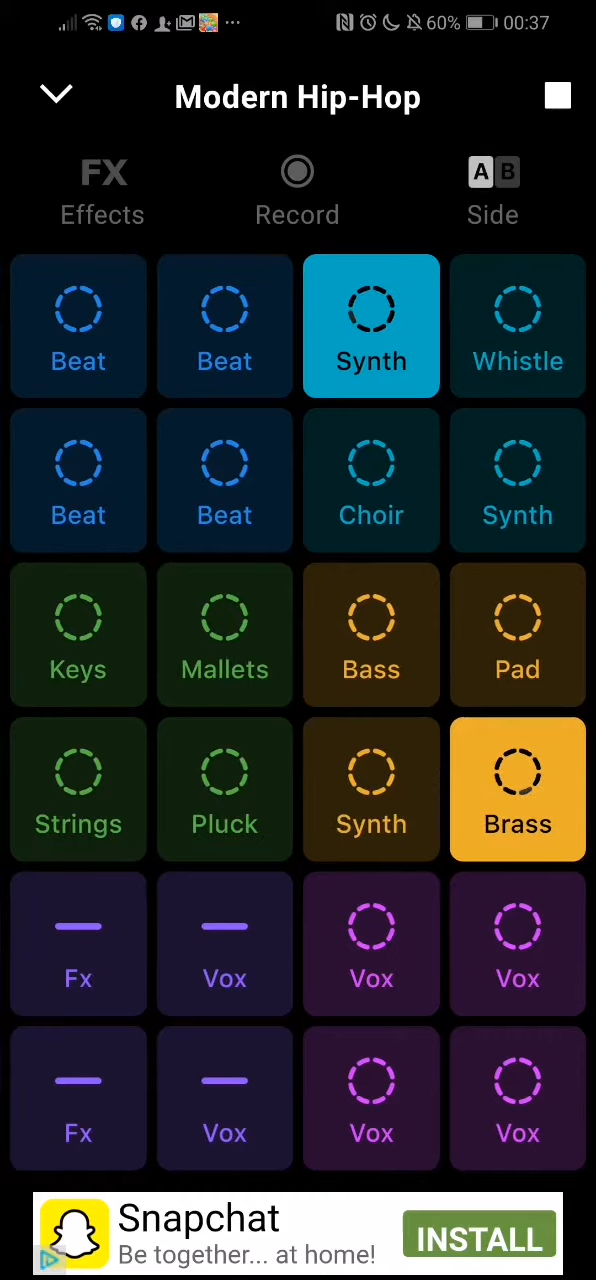 60% 00:37
Modern Hip-Hop
FX A B
Effects Record Side
Beat Beat Synth Whistle
Beat Beat Choir Synth
Keys Mallets Bass Pad
Strings Pluck Synth Brass
Fx Vox Vox Vox
Fx Vox Vox Vox
Snapchat
Be together... at home!
INSTALL